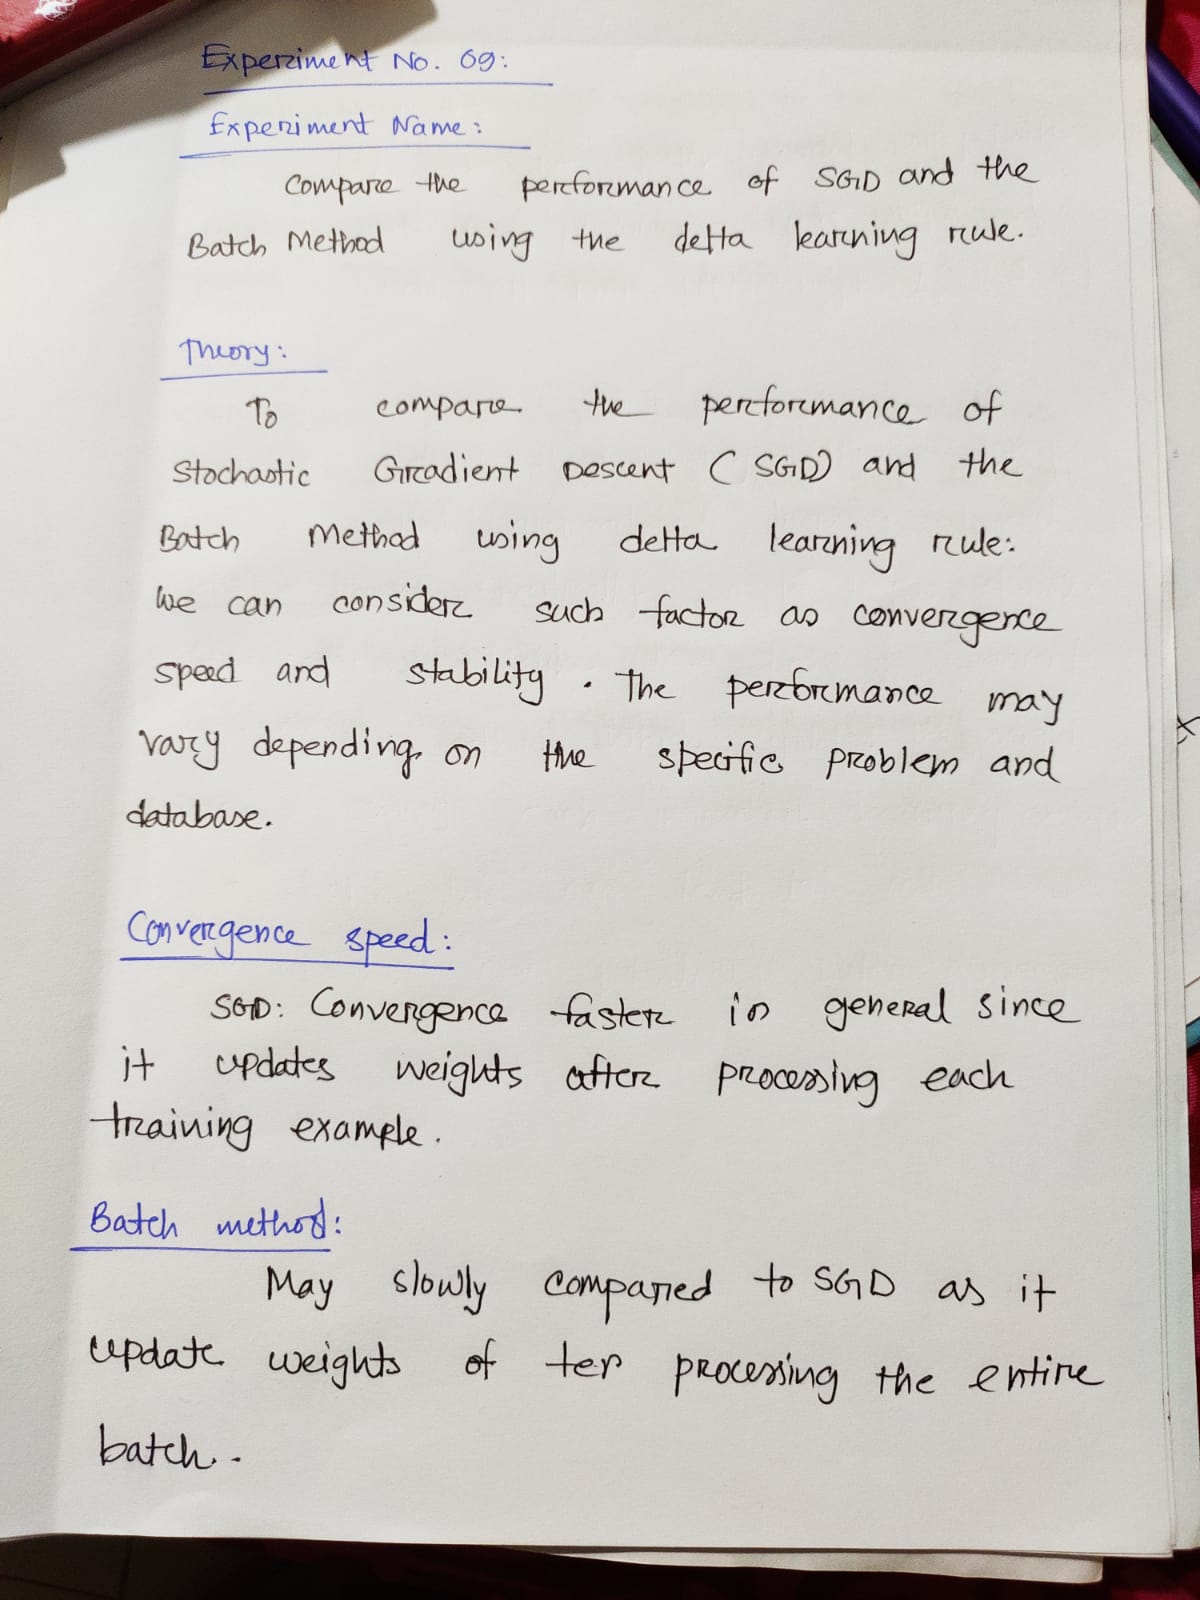 Experiment No. 09:
Experiment Name:
Compare the performance of SGD and the
Batch Method using the delta learning rule.
Theory:
To compare the performance of
Stochastic Gradient Descent (SGD) and the
Batch Method using delta learning rule:
We can consider such factor as convergence
speed and stability. The performance may
vary depending on the specific problem and
database.
Convergence speed:
SGD: Convergence faster in general since
it updates weights after processing each
training example.
Batch method:
May slowly compared to SGD as it
update weights of ter processing the entire
batch..